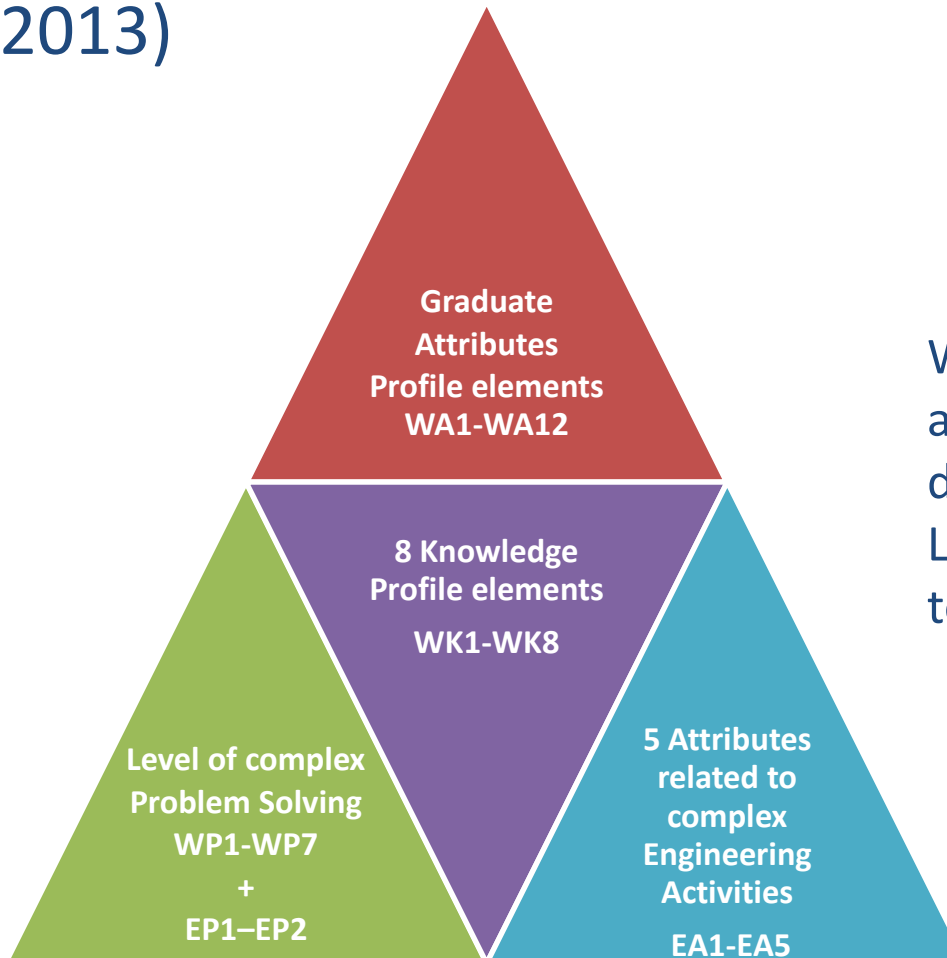 2013)
Graduate
Attributes
Profile elements
WA1-WA12
8 Knowledge
Profile elements
WK1-WK8
Level of complex
Problem Solving
WP1-WP7
+
EP1–EP2
5 Attributes
related to
complex
Engineering
Activities
EA1-EA5